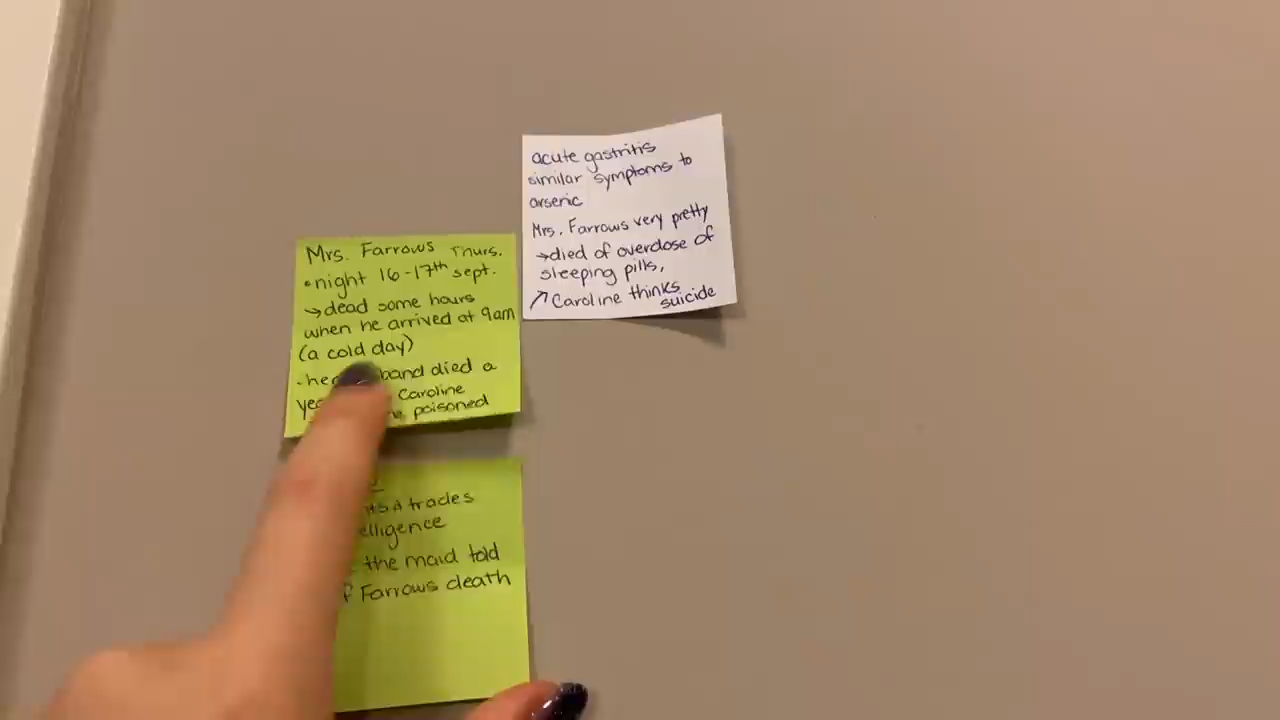 Mrs. Farrows Thurs.
• night 16-17th sept.
→ dead some hours
when he arrived at 9am
(a cold day)
band died a
Caroline
poisoned
acute gastritis
similar symptoms to
arsenic
Mrs. Farrows very pretty
→ died of overdose of
sleeping pills,
↗ Caroline thinks
suicide
trades
elligence
the maid told
Farrows death